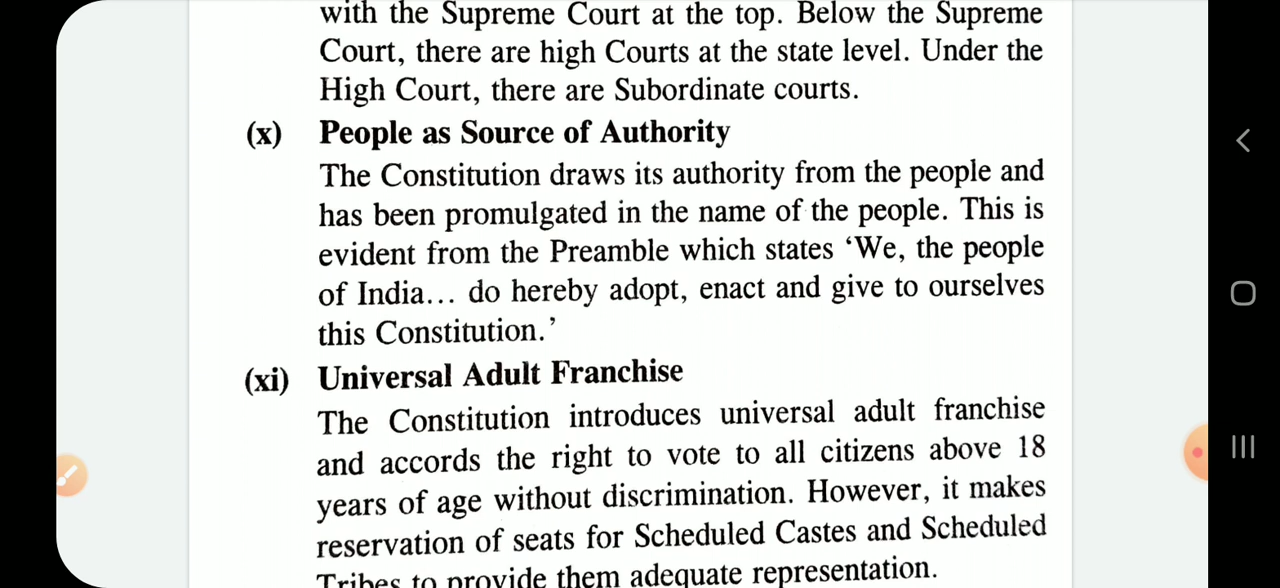 with the Supreme Court at the top. Below the Supreme
Court, there are high Courts at the state level. Under the
High Court, there are Subordinate courts.
(x) People as Source of Authority
The Constitution draws its authority from the people and
has been promulgated in the name of the people. This is
evident from the Preamble which states ‘We, the people
of India... do hereby adopt, enact and give to ourselves
this Constitution.’
(xi) Universal Adult Franchise
The Constitution introduces universal adult franchise
and accords the right to vote to all citizens above 18
years of age without discrimination. However, it makes
reservation of seats for Scheduled Castes and Scheduled
Tribes to provide them adequate representation.